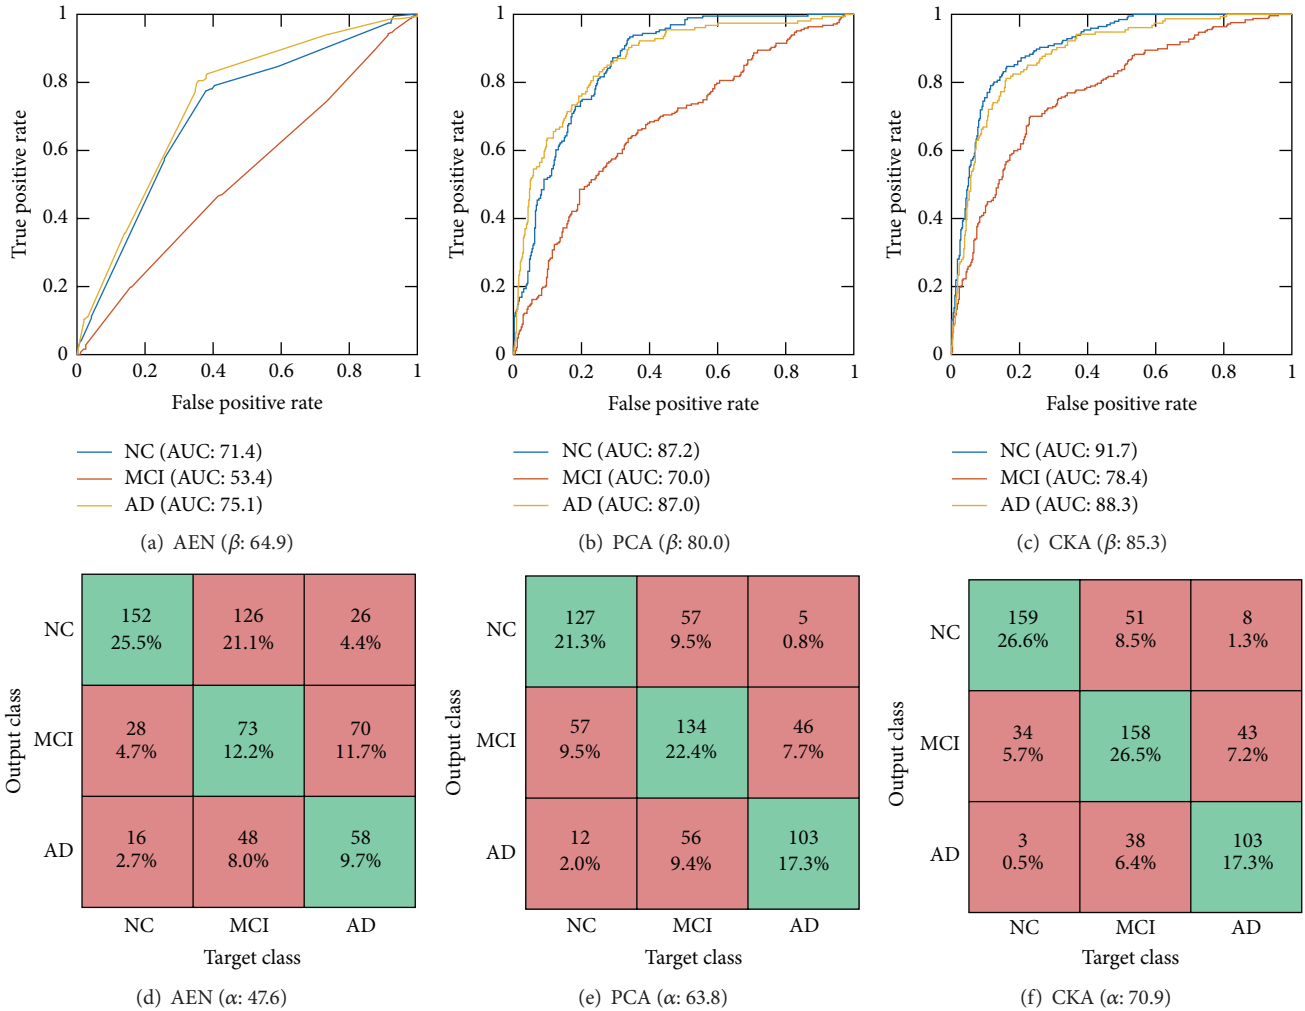 1
0.8
0.6
0.4
0.2
0
True positive rate
0 0.2 0.4 0.6 0.8 1
False positive rate
NC (AUC: 71.4)
MCI (AUC: 53.4)
AD (AUC: 75.1)
(a) AEN (β: 64.9)
1
0.8
0.6
0.4
0.2
0
True positive rate
0 0.2 0.4 0.6 0.8 1
False positive rate
NC (AUC: 87.2)
MCI (AUC: 70.0)
AD (AUC: 87.0)
(b) PCA (β: 80.0)
1
0.8
0.6
0.4
0.2
0
True positive rate
0 0.2 0.4 0.6 0.8 1
False positive rate
NC (AUC: 91.7)
MCI (AUC: 78.4)
AD (AUC: 88.3)
(c) CKA (β: 85.3)
Output class
NC 152 126 26
25.5% 21.1% 4.4%
MCI 28 73 70
4.7% 12.2% 11.7%
AD 16 48 58
2.7% 8.0% 9.7%
NC MCI AD
Target class
(d) AEN (α: 47.6)
Output class
NC 127 57 5
21.3% 9.5% 0.8%
MCI 57 134 46
9.5% 22.4% 7.7%
AD 12 56 103
2.0% 9.4% 17.3%
NC MCI AD
Target class
(e) PCA (α: 63.8)
Output class
NC 159 51 8
26.6% 8.5% 1.3%
MCI 34 158 43
5.7% 26.5% 7.2%
AD 3 38 103
0.5% 6.4% 17.3%
NC MCI AD
Target class
(f) CKA (α: 70.9)